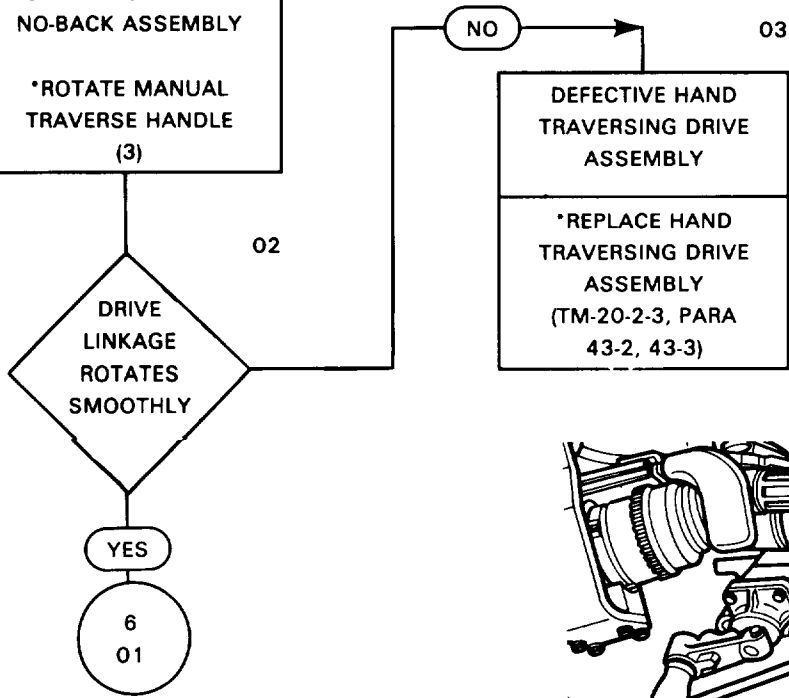 NO-BACK ASSEMBLY
*ROTATE MANUAL
TRAVERSE HANDLE
(3)
02
DRIVE
LINKAGE
ROTATES
SMOOTHLY
YES
6
01
NO
03
DEFECTIVE HAND
TRAVERSING DRIVE
ASSEMBLY
*REPLACE HAND
TRAVERSING DRIVE
ASSEMBLY
(TM-20-2-3, PARA
43-2, 43-3)